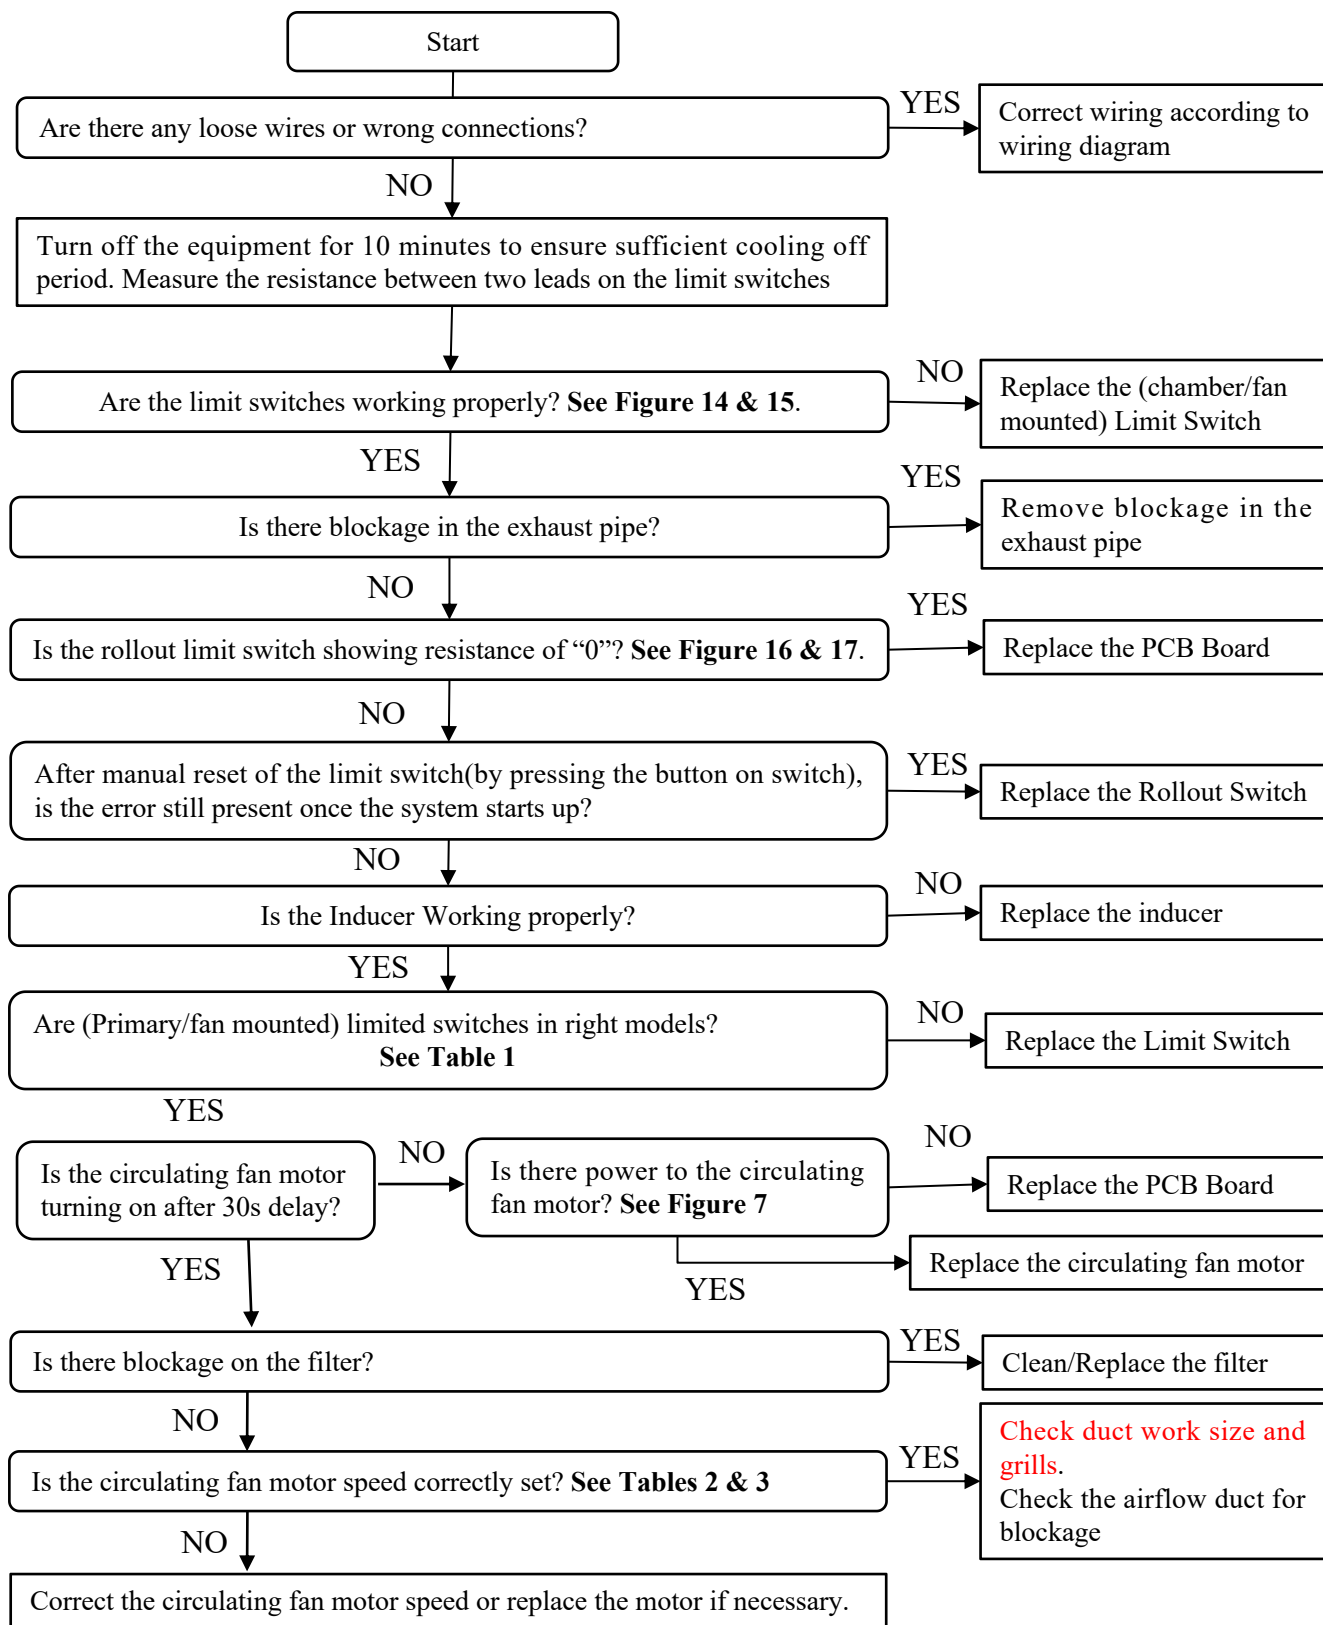 Start
Are there any loose wires or wrong connections?
YES
Correct wiring according to
wiring diagram
NO
Turn off the equipment for 10 minutes to ensure sufficient cooling off
period. Measure the resistance between two leads on the limit switches
Are the limit switches working properly? See Figure 14 & 15.
NO
Replace the (chamber/fan
mounted) Limit Switch
YES
Is there blockage in the exhaust pipe?
YES
Remove blockage in the
exhaust pipe
NO
Is the rollout limit switch showing resistance of “0”? See Figure 16 & 17.
YES
Replace the PCB Board
NO
After manual reset of the limit switch(by pressing the button on switch),
is the error still present once the system starts up?
YES
Replace the Rollout Switch
NO
Is the Inducer Working properly?
NO
Replace the inducer
YES
Are (Primary/fan mounted) limited switches in right models?
See Table 1
NO
Replace the Limit Switch
YES
Is the circulating fan motor
turning on after 30s delay?
NO
Is there power to the circulating
fan motor? See Figure 7
NO
Replace the PCB Board
YES
Replace the circulating fan motor
YES
Is there blockage on the filter?
YES
Clean/Replace the filter
NO
Is the circulating fan motor speed correctly set? See Tables 2 & 3
YES
Check duct work size and
grills.
Check the airflow duct for
blockage
NO
Correct the circulating fan motor speed or replace the motor if necessary.